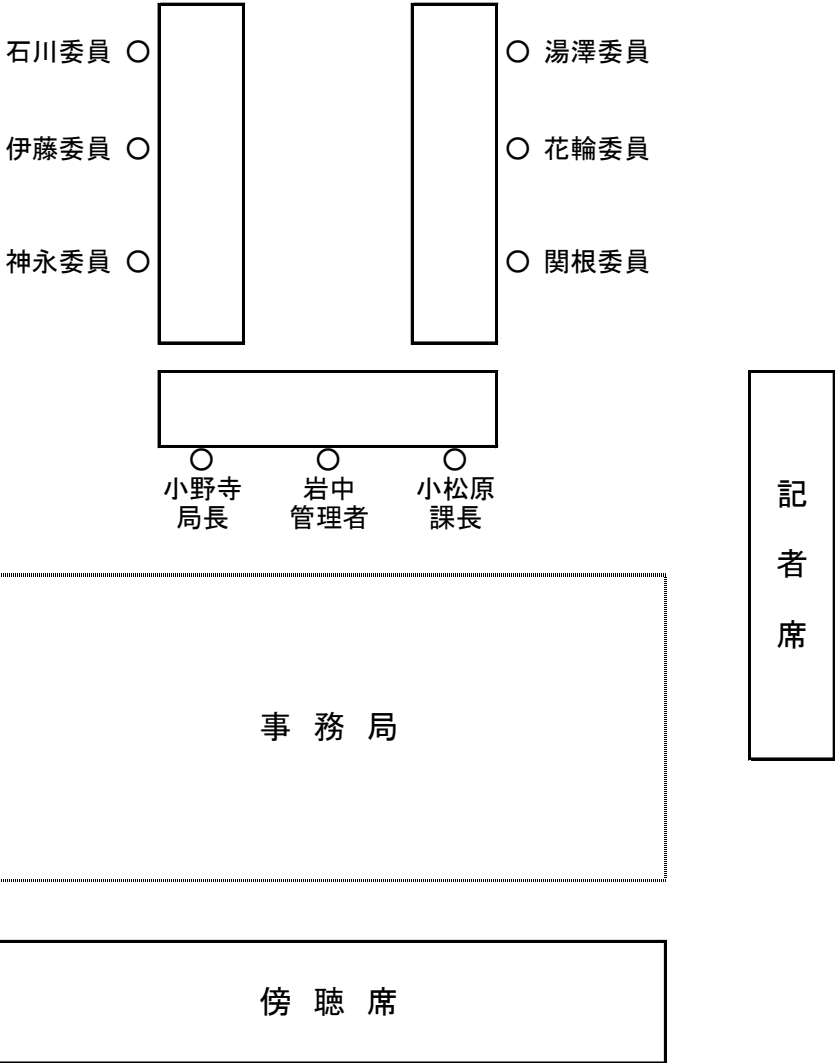 石川委員 ○
○ 湯澤委員
伊藤委員 ○
○ 花輪委員
神永委員 ○
○ 関根委員
○ ○ ○
小野寺
局長
岩中
管理者
小松原
課長
記者席
事務局
傍聴席